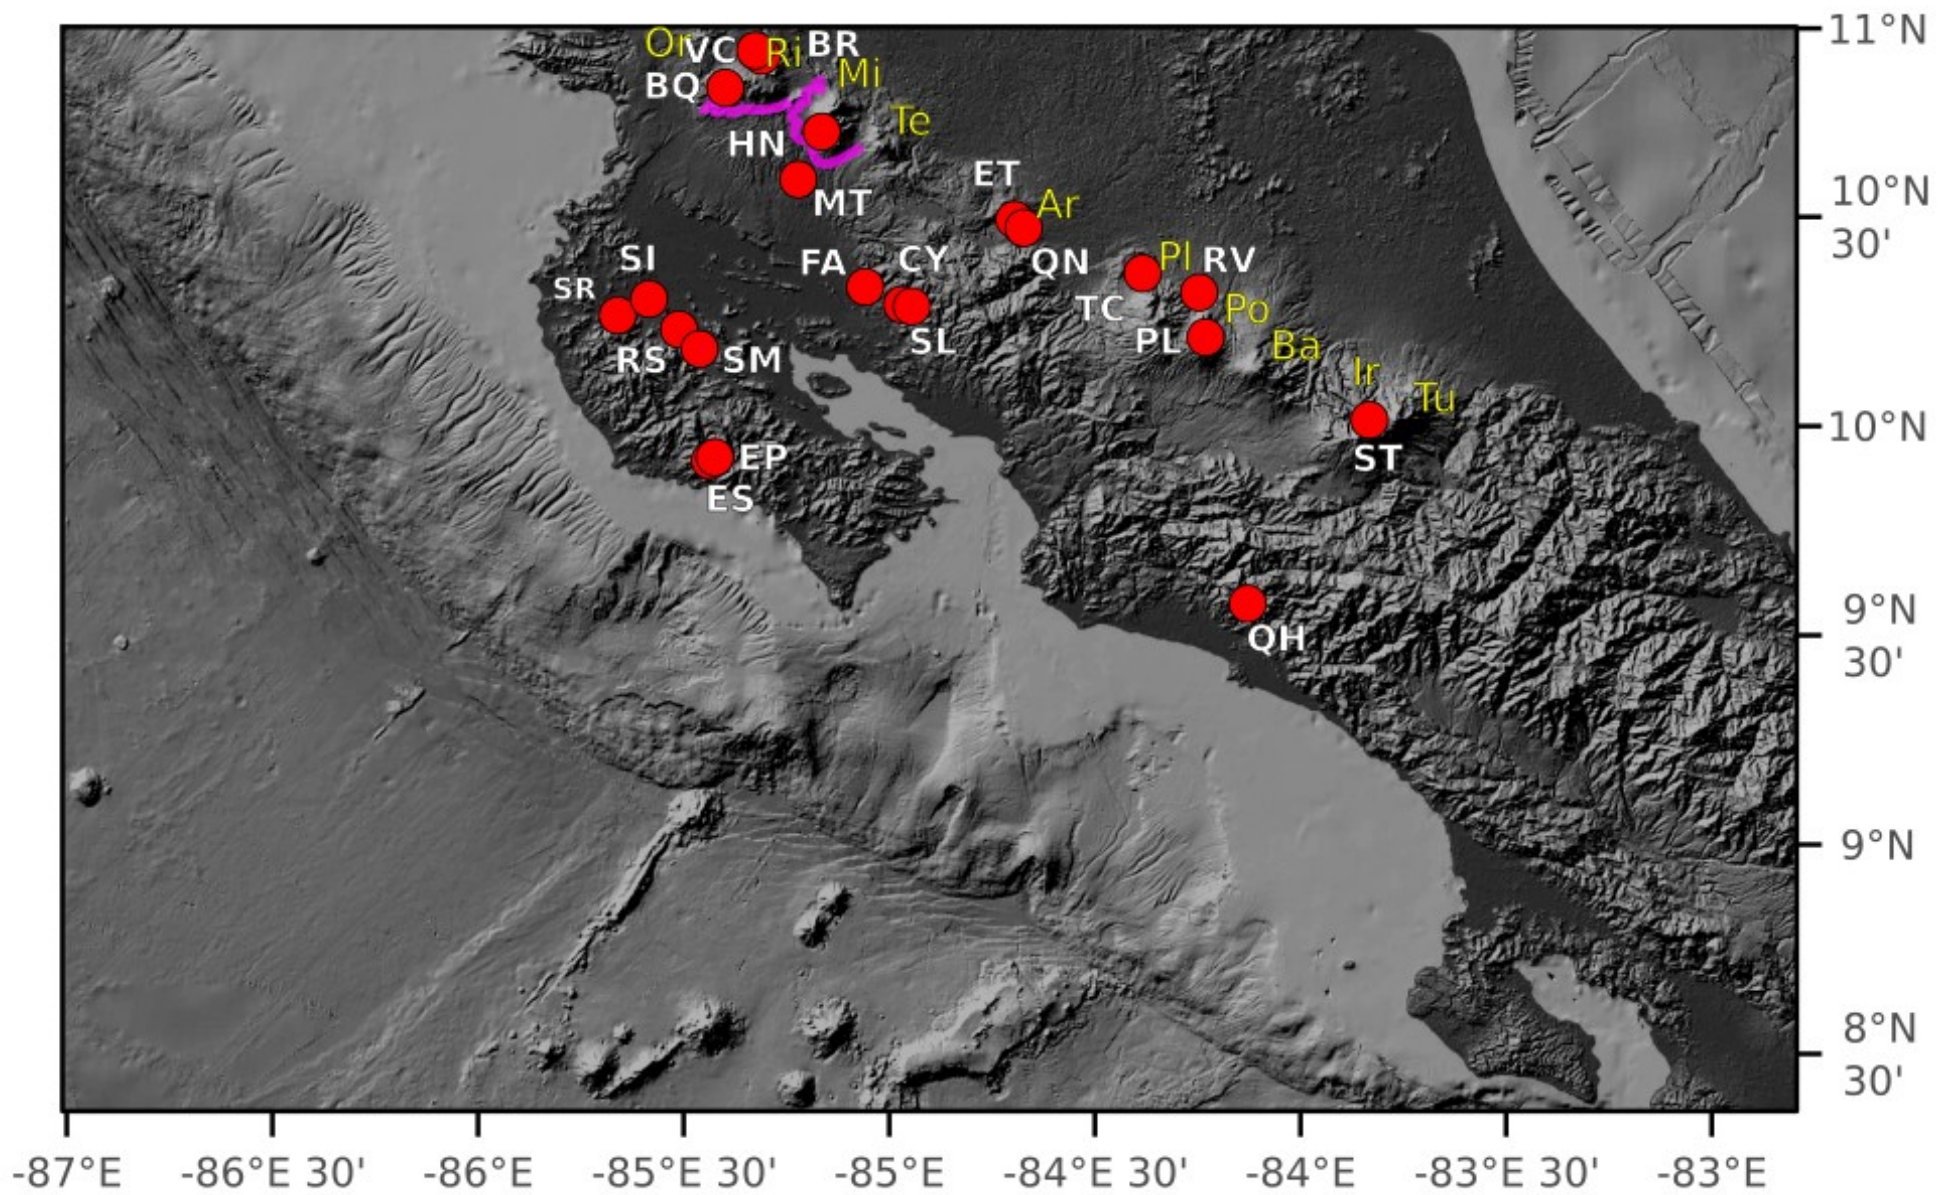 11°N
Or VC Ri BR
BQ Mi
Te
HN
ET
MT
Ar
10°N
30'
SI FA CY QN Pl RV
SR
TC Po
RS SM SL PL Ba
Ir
Tu
10°N
EP ST
ES
9°N
30'
QH
9°N
8°N
30'
-87°E -86°E 30' -86°E -85°E 30' -85°E -84°E 30' -84°E -83°E 30' -83°E